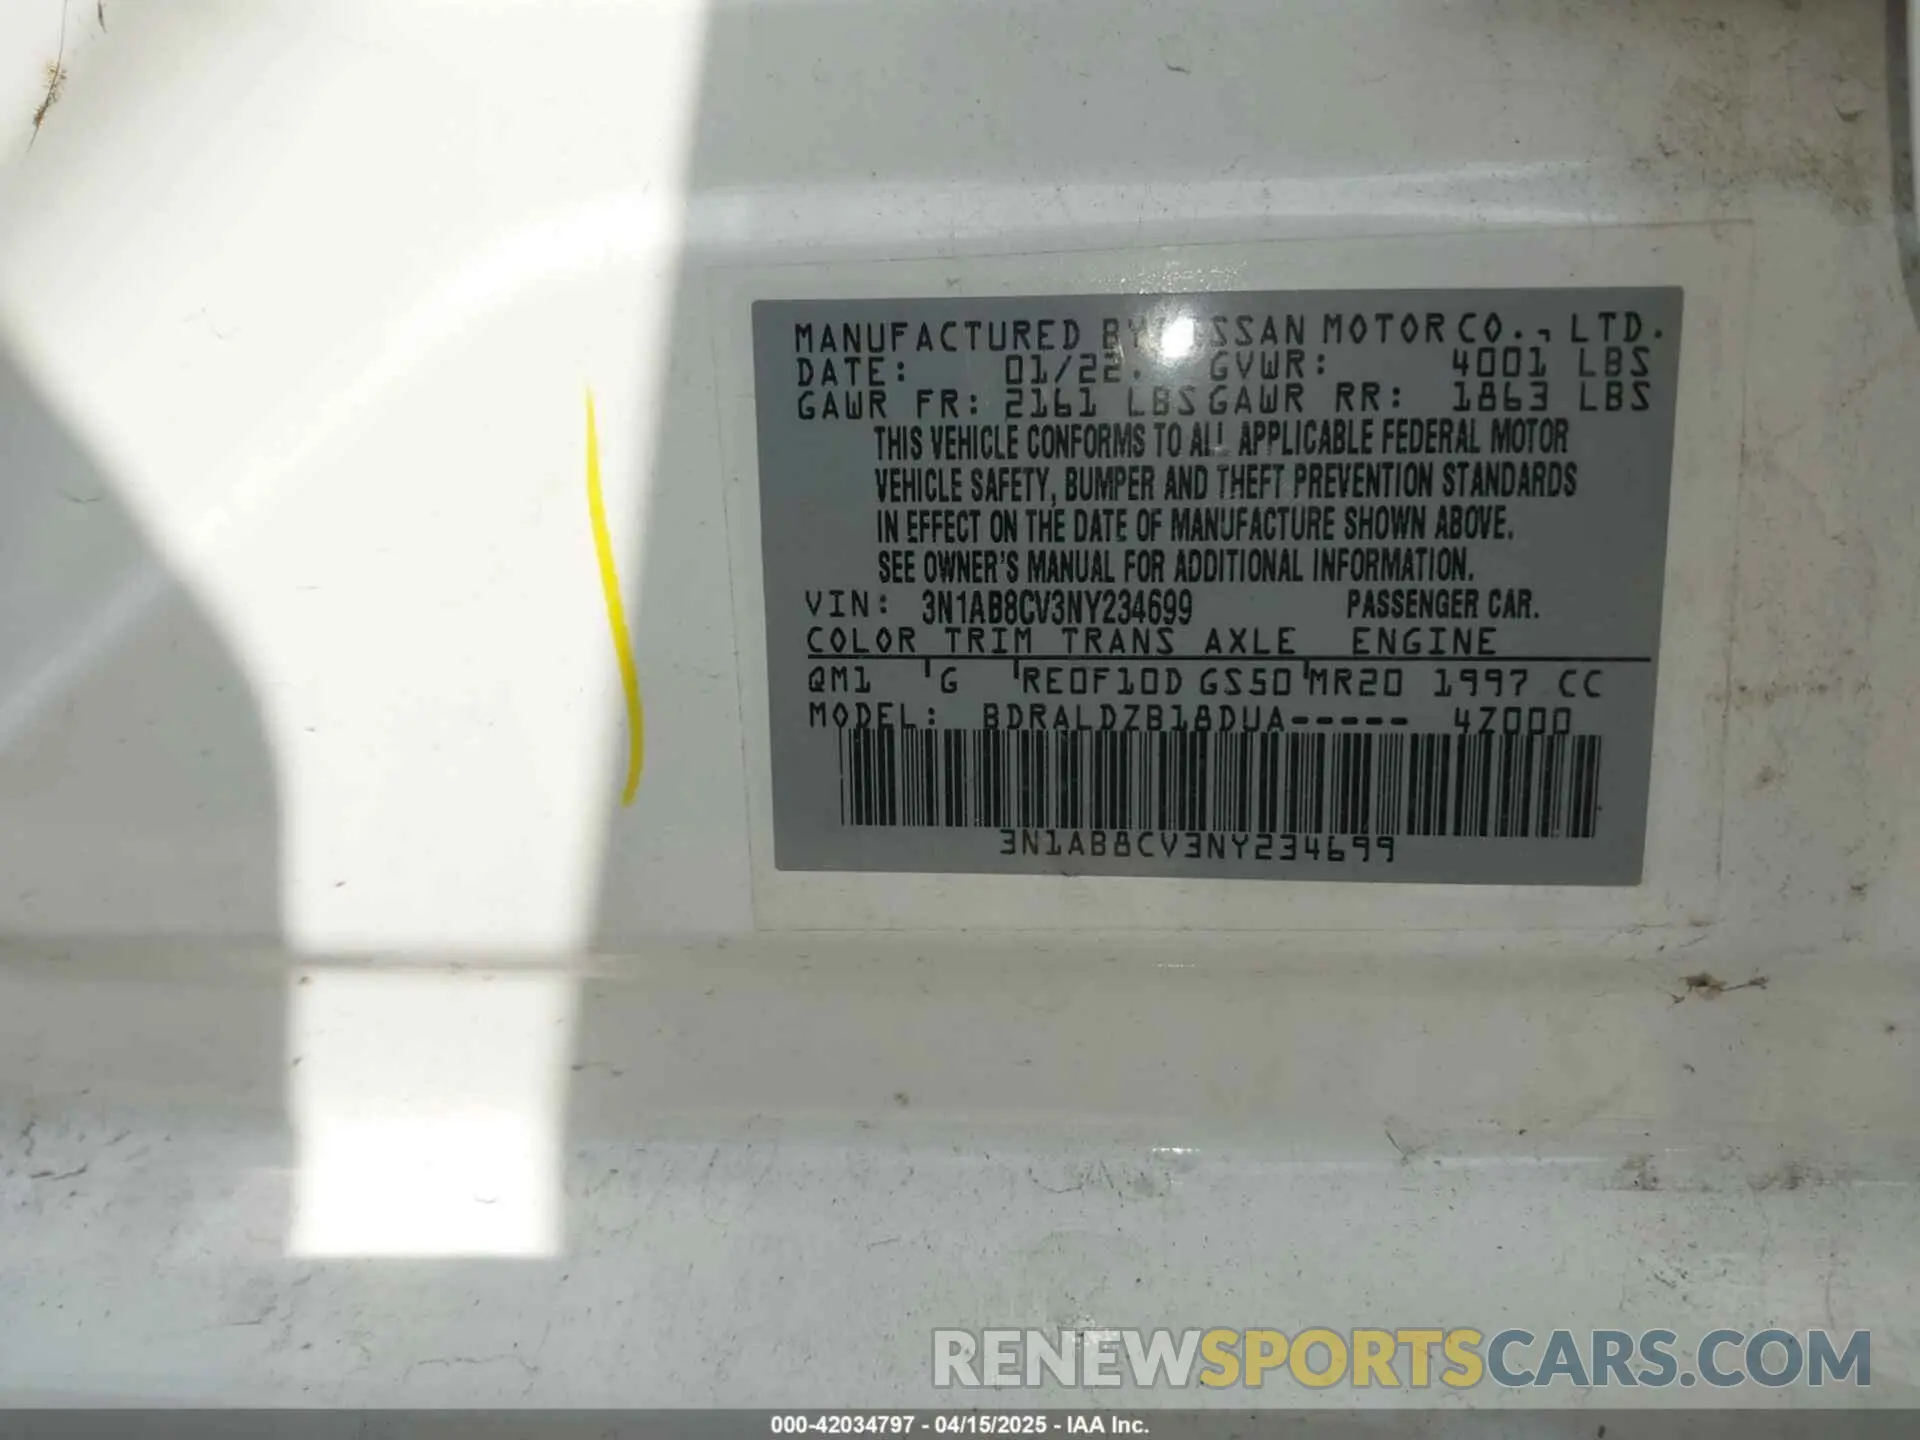 MANUFACTURED BY NISSAN MOTOR CO., LTD.
DATE: 01/22. GVWR: 4001 LBS
GAWR FR: 2161 LBS GAWR RR: 1863 LBS
THIS VEHICLE CONFORMS TO ALL APPLICABLE FEDERAL MOTOR
VEHICLE SAFETY, BUMPER AND THEFT PREVENTION STANDARDS
IN EFFECT ON THE DATE OF MANUFACTURE SHOWN ABOVE.
SEE OWNER'S MANUAL FOR ADDITIONAL INFORMATION.
VIN: 3N1AB8CV3NY234699 PASSENGER CAR.
COLOR TRIM TRANS AXLE ENGINE
QM1 G RE0F10D GS50 MR20 1997 CC
MODEL: BDRALDZB18DUA----- 4Z000
3N1AB8CV3NY234699
RENEWSPORTSCARS.COM
000-42034797 - 04/15/2025 - IAA Inc.